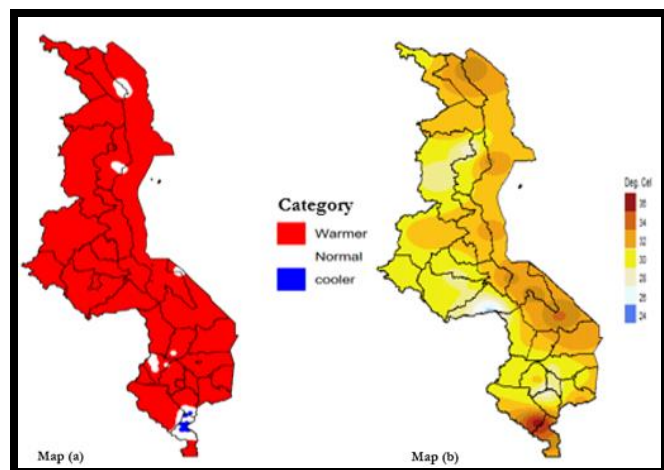 Category
Warmer
Normal
cooler
Map (a)
Deg. Cel
36
34
32
30
28
26
24
Map (b)